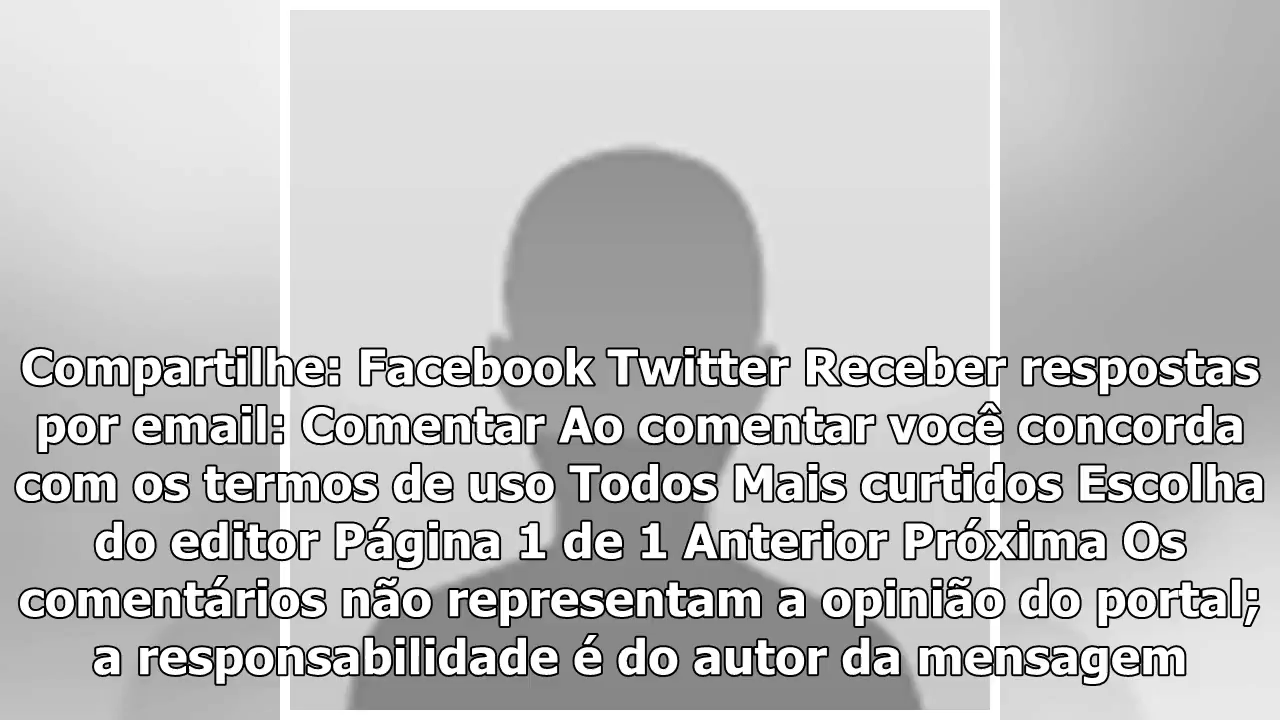 Compartilhe: Facebook Twitter Receber respostas
por email: Comentar Ao comentar você concorda
com os termos de uso Todos Mais curtidos Escolha
do editor Página 1 de 1 Anterior Próxima Os
comentários não representam a opinião do portal;
a responsabilidade é do autor da mensagem